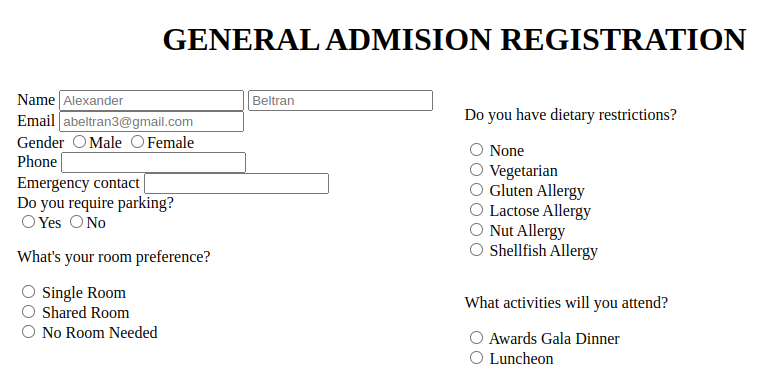 GENERAL ADMISION REGISTRATION
Name Alexander Beltran
Email abeltran3@gmail.com
Gender Male Female
Phone
Emergency contact
Do you require parking?
Yes No
What's your room preference?
Single Room
Shared Room
No Room Needed
Do you have dietary restrictions?
None
Vegetarian
Gluten Allergy
Lactose Allergy
Nut Allergy
Shellfish Allergy
What activities will you attend?
Awards Gala Dinner
Luncheon